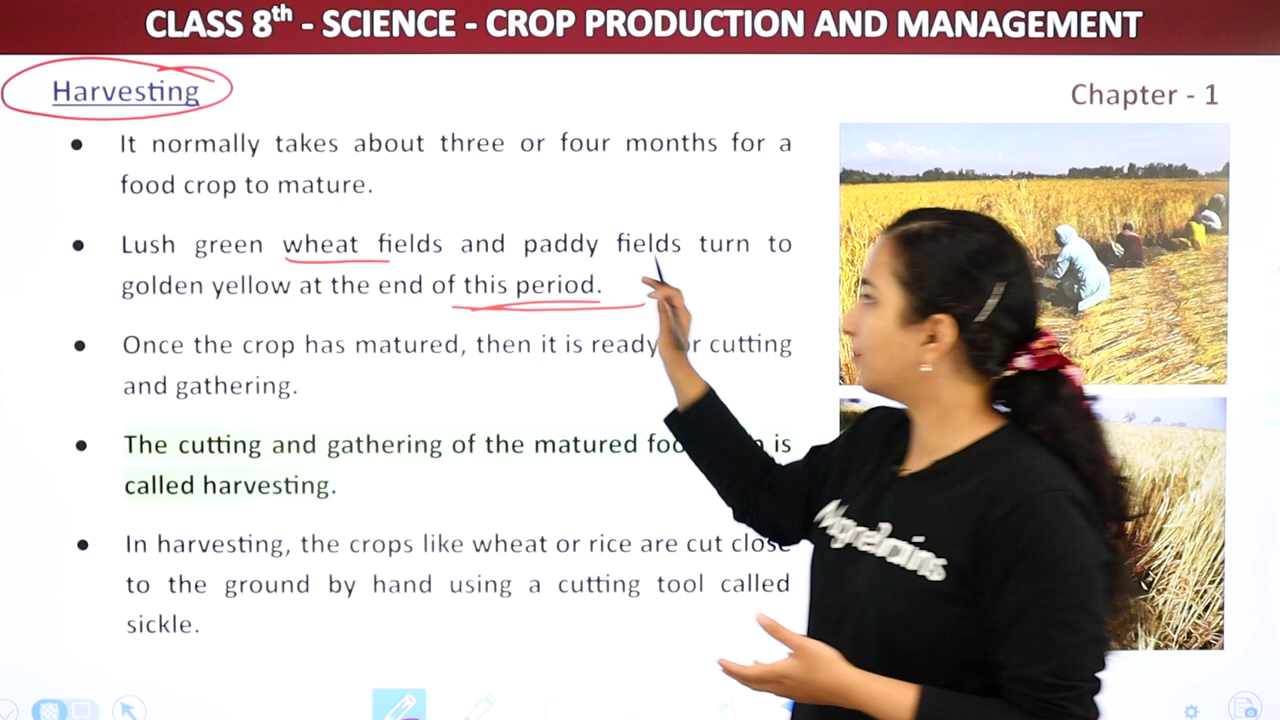 CLASS 8th - SCIENCE - CROP PRODUCTION AND MANAGEMENT
Harvesting
Chapter - 1
● It normally takes about three or four months for a
food crop to mature.
● Lush green wheat fields and paddy fields turn to
golden yellow at the end of this period.
● Once the crop has matured, then it is ready cutting
and gathering.
● The cutting and gathering of the matured is
called harvesting.
● In harvesting, the crops like wheat or rice are cut close
to the ground by hand using a cutting tool called
sickle.